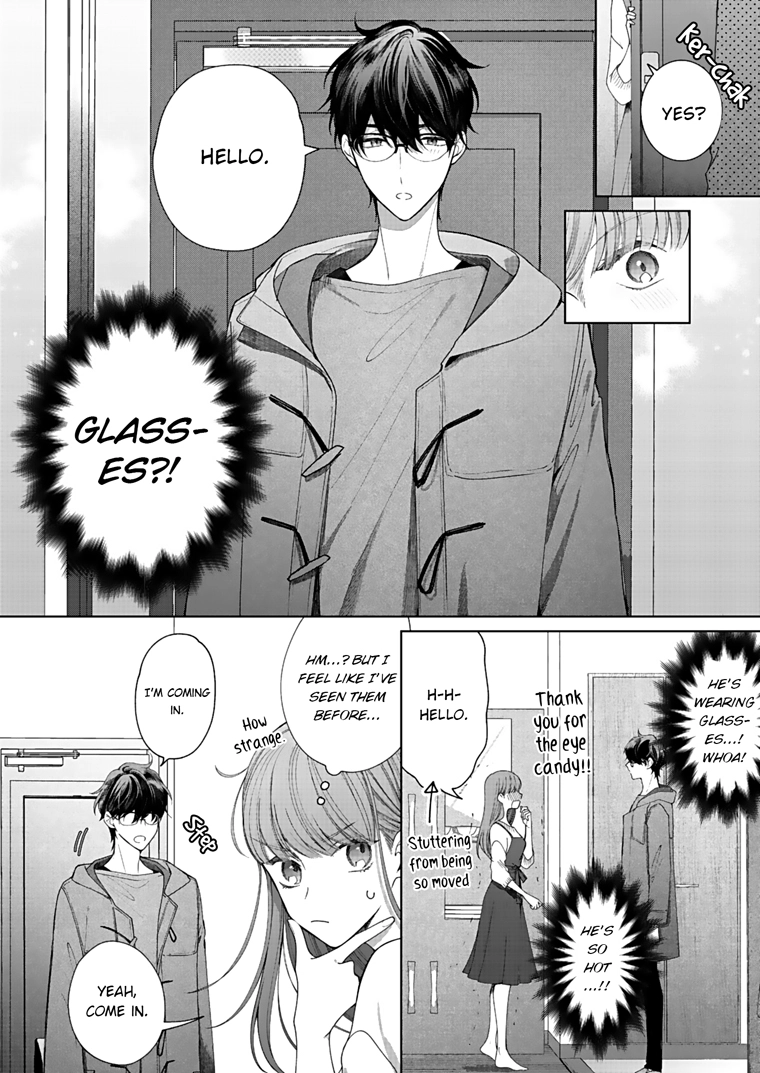 Ker-chak
YES?
HELLO.
GLASS-
ES?!
HE'S
WEARING
GLASS-
ES...!
WHOA!
Thank
you for
the eye
candy!!
H-H-
HELLO.
Stuttering
from being
so moved
HE'S
SO
HOT
...!!
HM...? BUT I
FEEL LIKE I'VE
SEEN THEM
BEFORE...
How
strange.
I'M COMING
IN.
Step
YEAH,
COME IN.